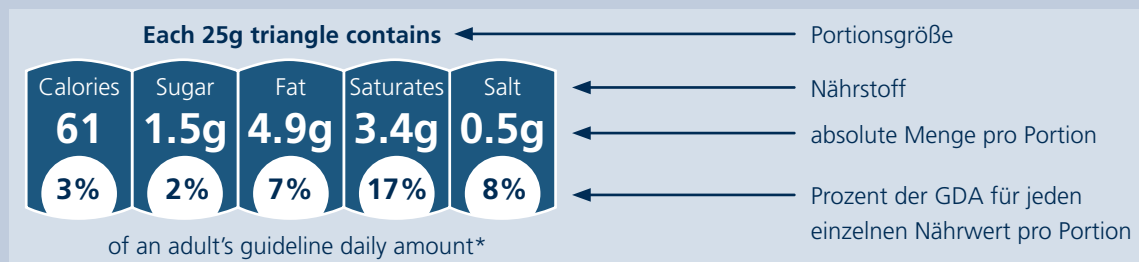 Each 25g triangle contains
Portionsgröße
Calories Sugar Fat Saturates Salt
Nährstoff
61 1.5g 4.9g 3.4g 0.5g
absolute Menge pro Portion
3% 2% 7% 17% 8%
Prozent der GDA für jeden
einzelnen Nährwert pro Portion
of an adult's guideline daily amount*